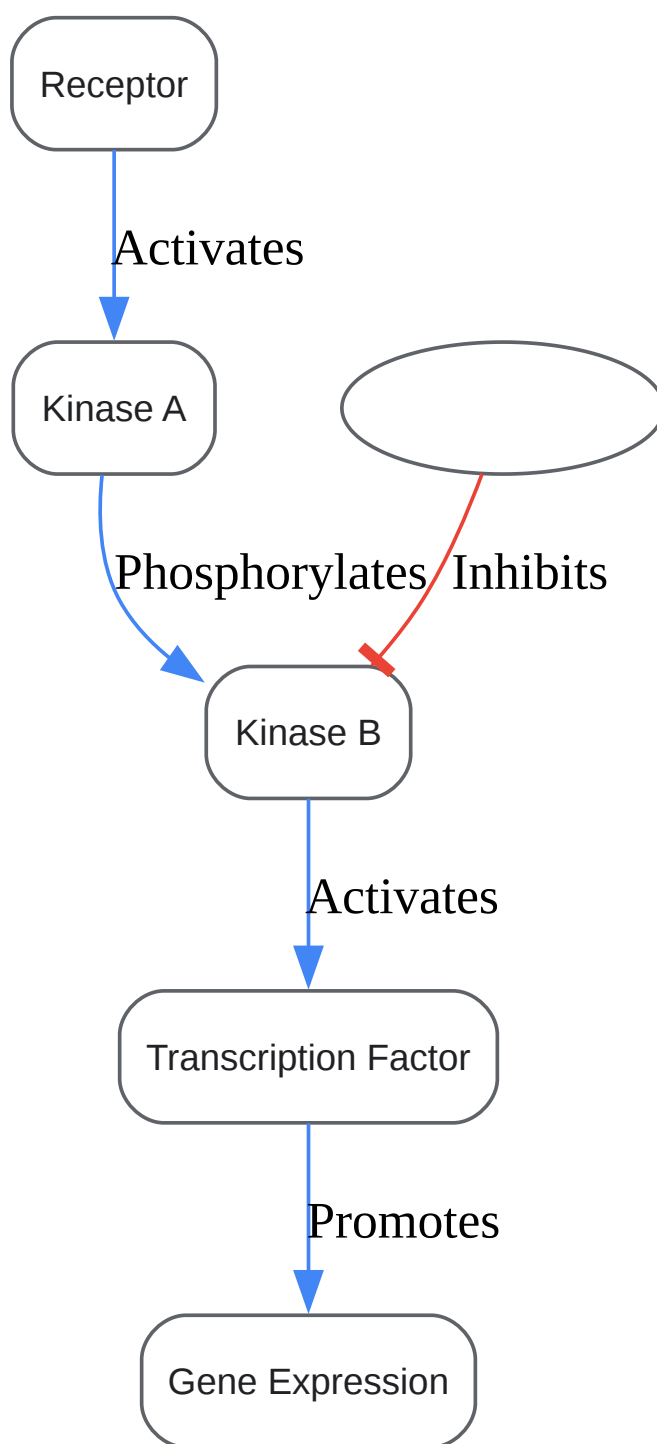 Receptor
Activates
Kinase A
Phosphorylates
Inhibits
Kinase B
Activates
Transcription Factor
Promotes
Gene Expression